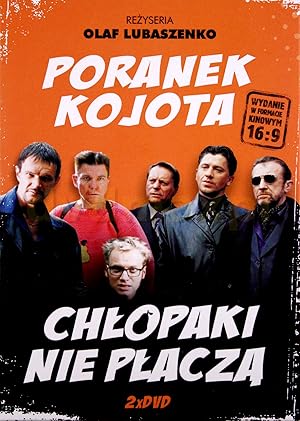 REŻYSERIA
OLAF LUBASZENKO
PORANEK
KOJOTA
WYDANIE
W FORMACIE
KINOWYM
16:9
CHŁOPAKI
NIE PŁACZĄ
2xDVD